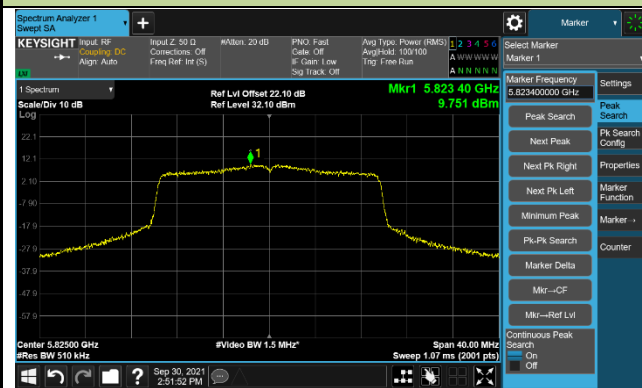 Spectrum Analyzer 1
Swept SA
Marker
KEYSIGHT
Input: RF
Coupling: DC
Align: Auto
Input Z: 50 Ω
Corrections: Off
Freq Ref: Int (S)
#Atten: 20 dB
PNO: Fast
Gate: Off
IF Gain: Low
Sig Track: Off
Avg Type: Power (RMS)
Avg|Hold: 100/100
Trig: Free Run
1 2 3 4 5 6
A W W W W W
A N N N N N
LXI
Select Marker
Marker 1
1 Spectrum
Scale/Div 10 dB
Ref Lvl Offset 22.10 dB
Ref Level 32.10 dBm
Mkr1 5.823 40 GHz
9.751 dBm
Log
22.1
12.1
2.10
-7.90
-17.9
-27.9
-37.9
-47.9
-57.9
1
Center 5.82500 GHz
#Res BW 510 kHz
#Video BW 1.5 MHz*
Span 40.00 MHz
Sweep 1.07 ms (2001 pts)
Marker Frequency
5.823400000 GHz
Peak Search
Next Peak
Next Pk Right
Next Pk Left
Minimum Peak
Pk-Pk Search
Marker Delta
Mkr→CF
Mkr→Ref Lvl
Continuous Peak
Search
On
Off
Settings
Peak
Search
Pk Search
Config
Properties
Marker
Function
Marker→
Counter
Sep 30, 2021
2:51:52 PM